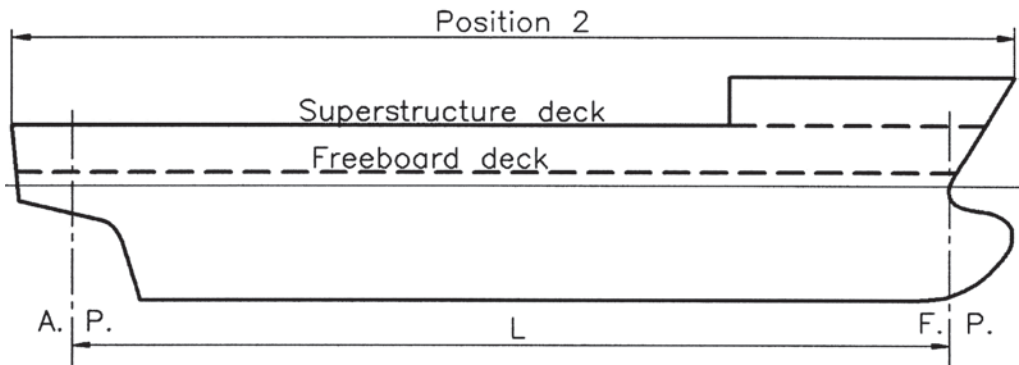 Position 2
Superstructure deck
Freeboard deck
A. P.
L
F. P.